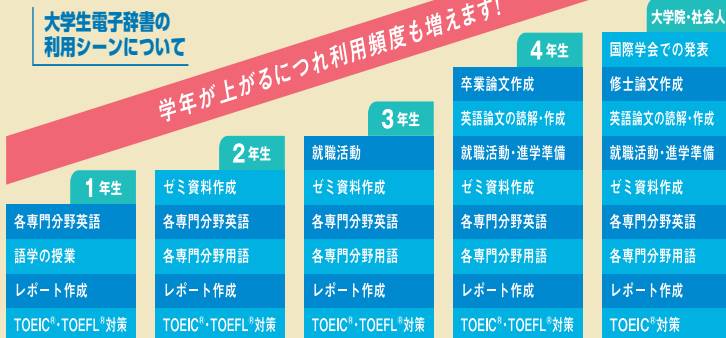 大学生電子辞書の
利用シーンについて
学年が上がるにつれ利用頻度も増えます!
1年生
各専門分野英語
語学の授業
レポート作成
TOEIC®・TOEFL®対策
2年生
ゼミ資料作成
各専門分野英語
各専門分野用語
レポート作成
TOEIC®・TOEFL®対策
3年生
就職活動
ゼミ資料作成
各専門分野英語
各専門分野用語
レポート作成
TOEIC®・TOEFL®対策
4年生
卒業論文作成
英語論文の読解・作成
就職活動・進学準備
ゼミ資料作成
各専門分野英語
各専門分野用語
レポート作成
TOEIC®・TOEFL®対策
大学院・社会人
国際学会での発表
修士論文作成
英語論文の読解・作成
就職活動・進学準備
ゼミ資料作成
各専門分野英語
各専門分野用語
レポート作成
TOEIC®対策